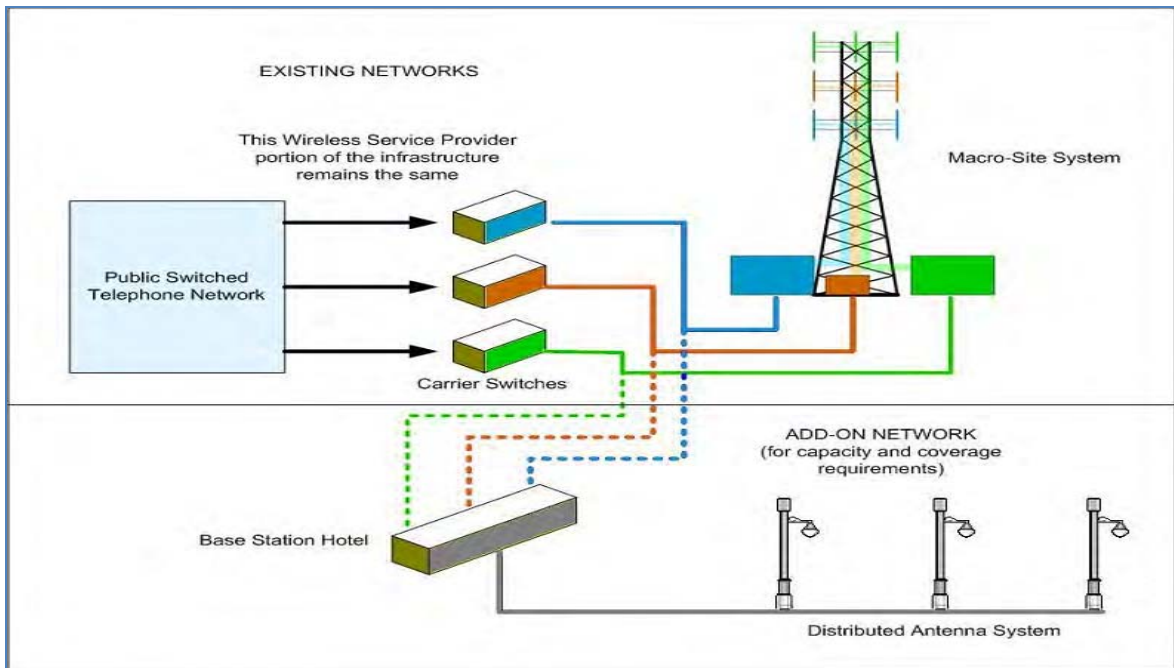 EXISTING NETWORKS
This Wireless Service Provider
portion of the infrastructure
remains the same
Macro-Site System
Public Switched
Telephone Network
Carrier Switches
ADD-ON NETWORK
(for capacity and coverage
requirements)
Base Station Hotel
Distributed Antenna System